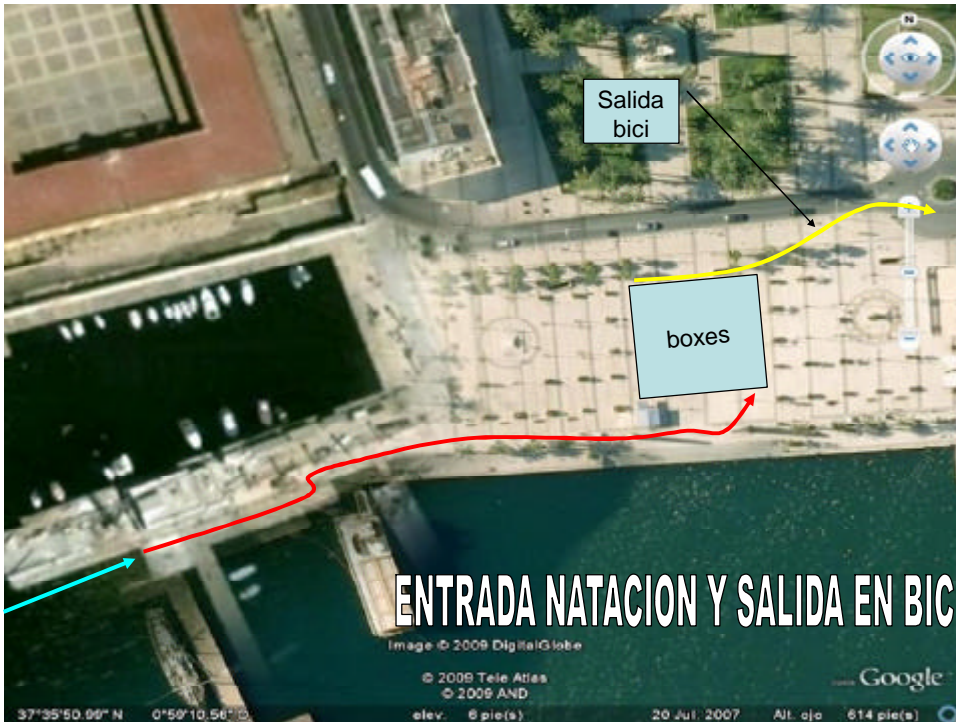 N
Salida
bici
boxes
ENTRADA NATACION Y SALIDA EN BIC
Image © 2009 DigitalGlobe
© 2009 Tele Atlas
© 2009 AND
Google
37°35'50.99" N 0°59'10.56" O elev. 6 pie(s) 20 Jul. 2007 Alt. ojo 614 pie(s)